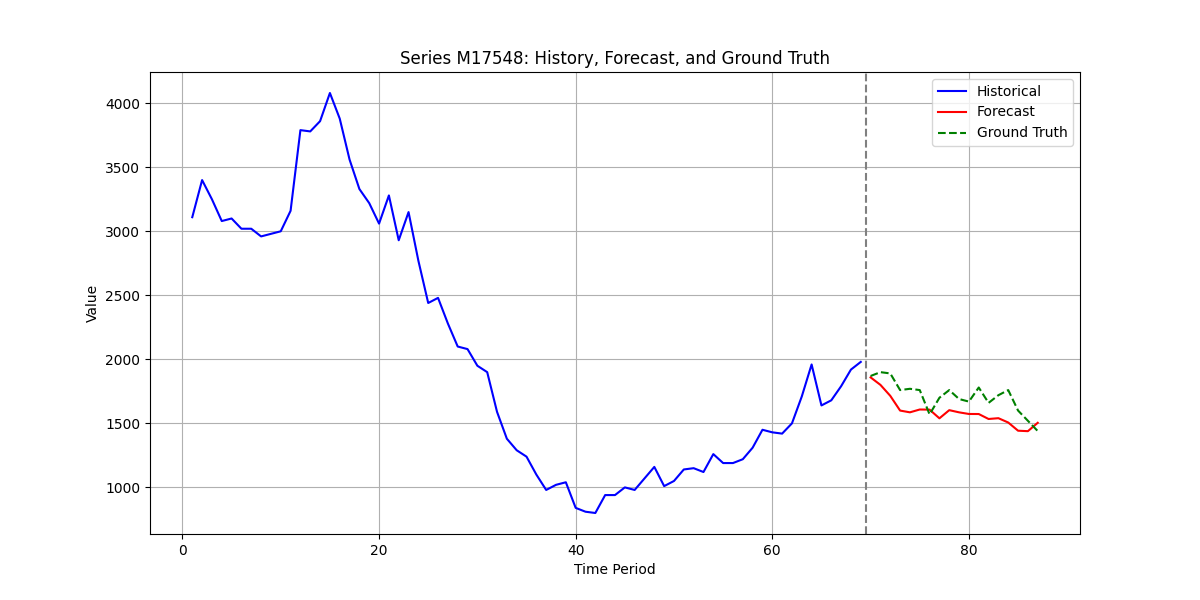 Series M17548: History, Forecast, and Ground Truth
Historical
Forecast
Ground Truth
4000
3500
3000
2500
2000
1500
1000
Value
0
20
40
60
80
Time Period